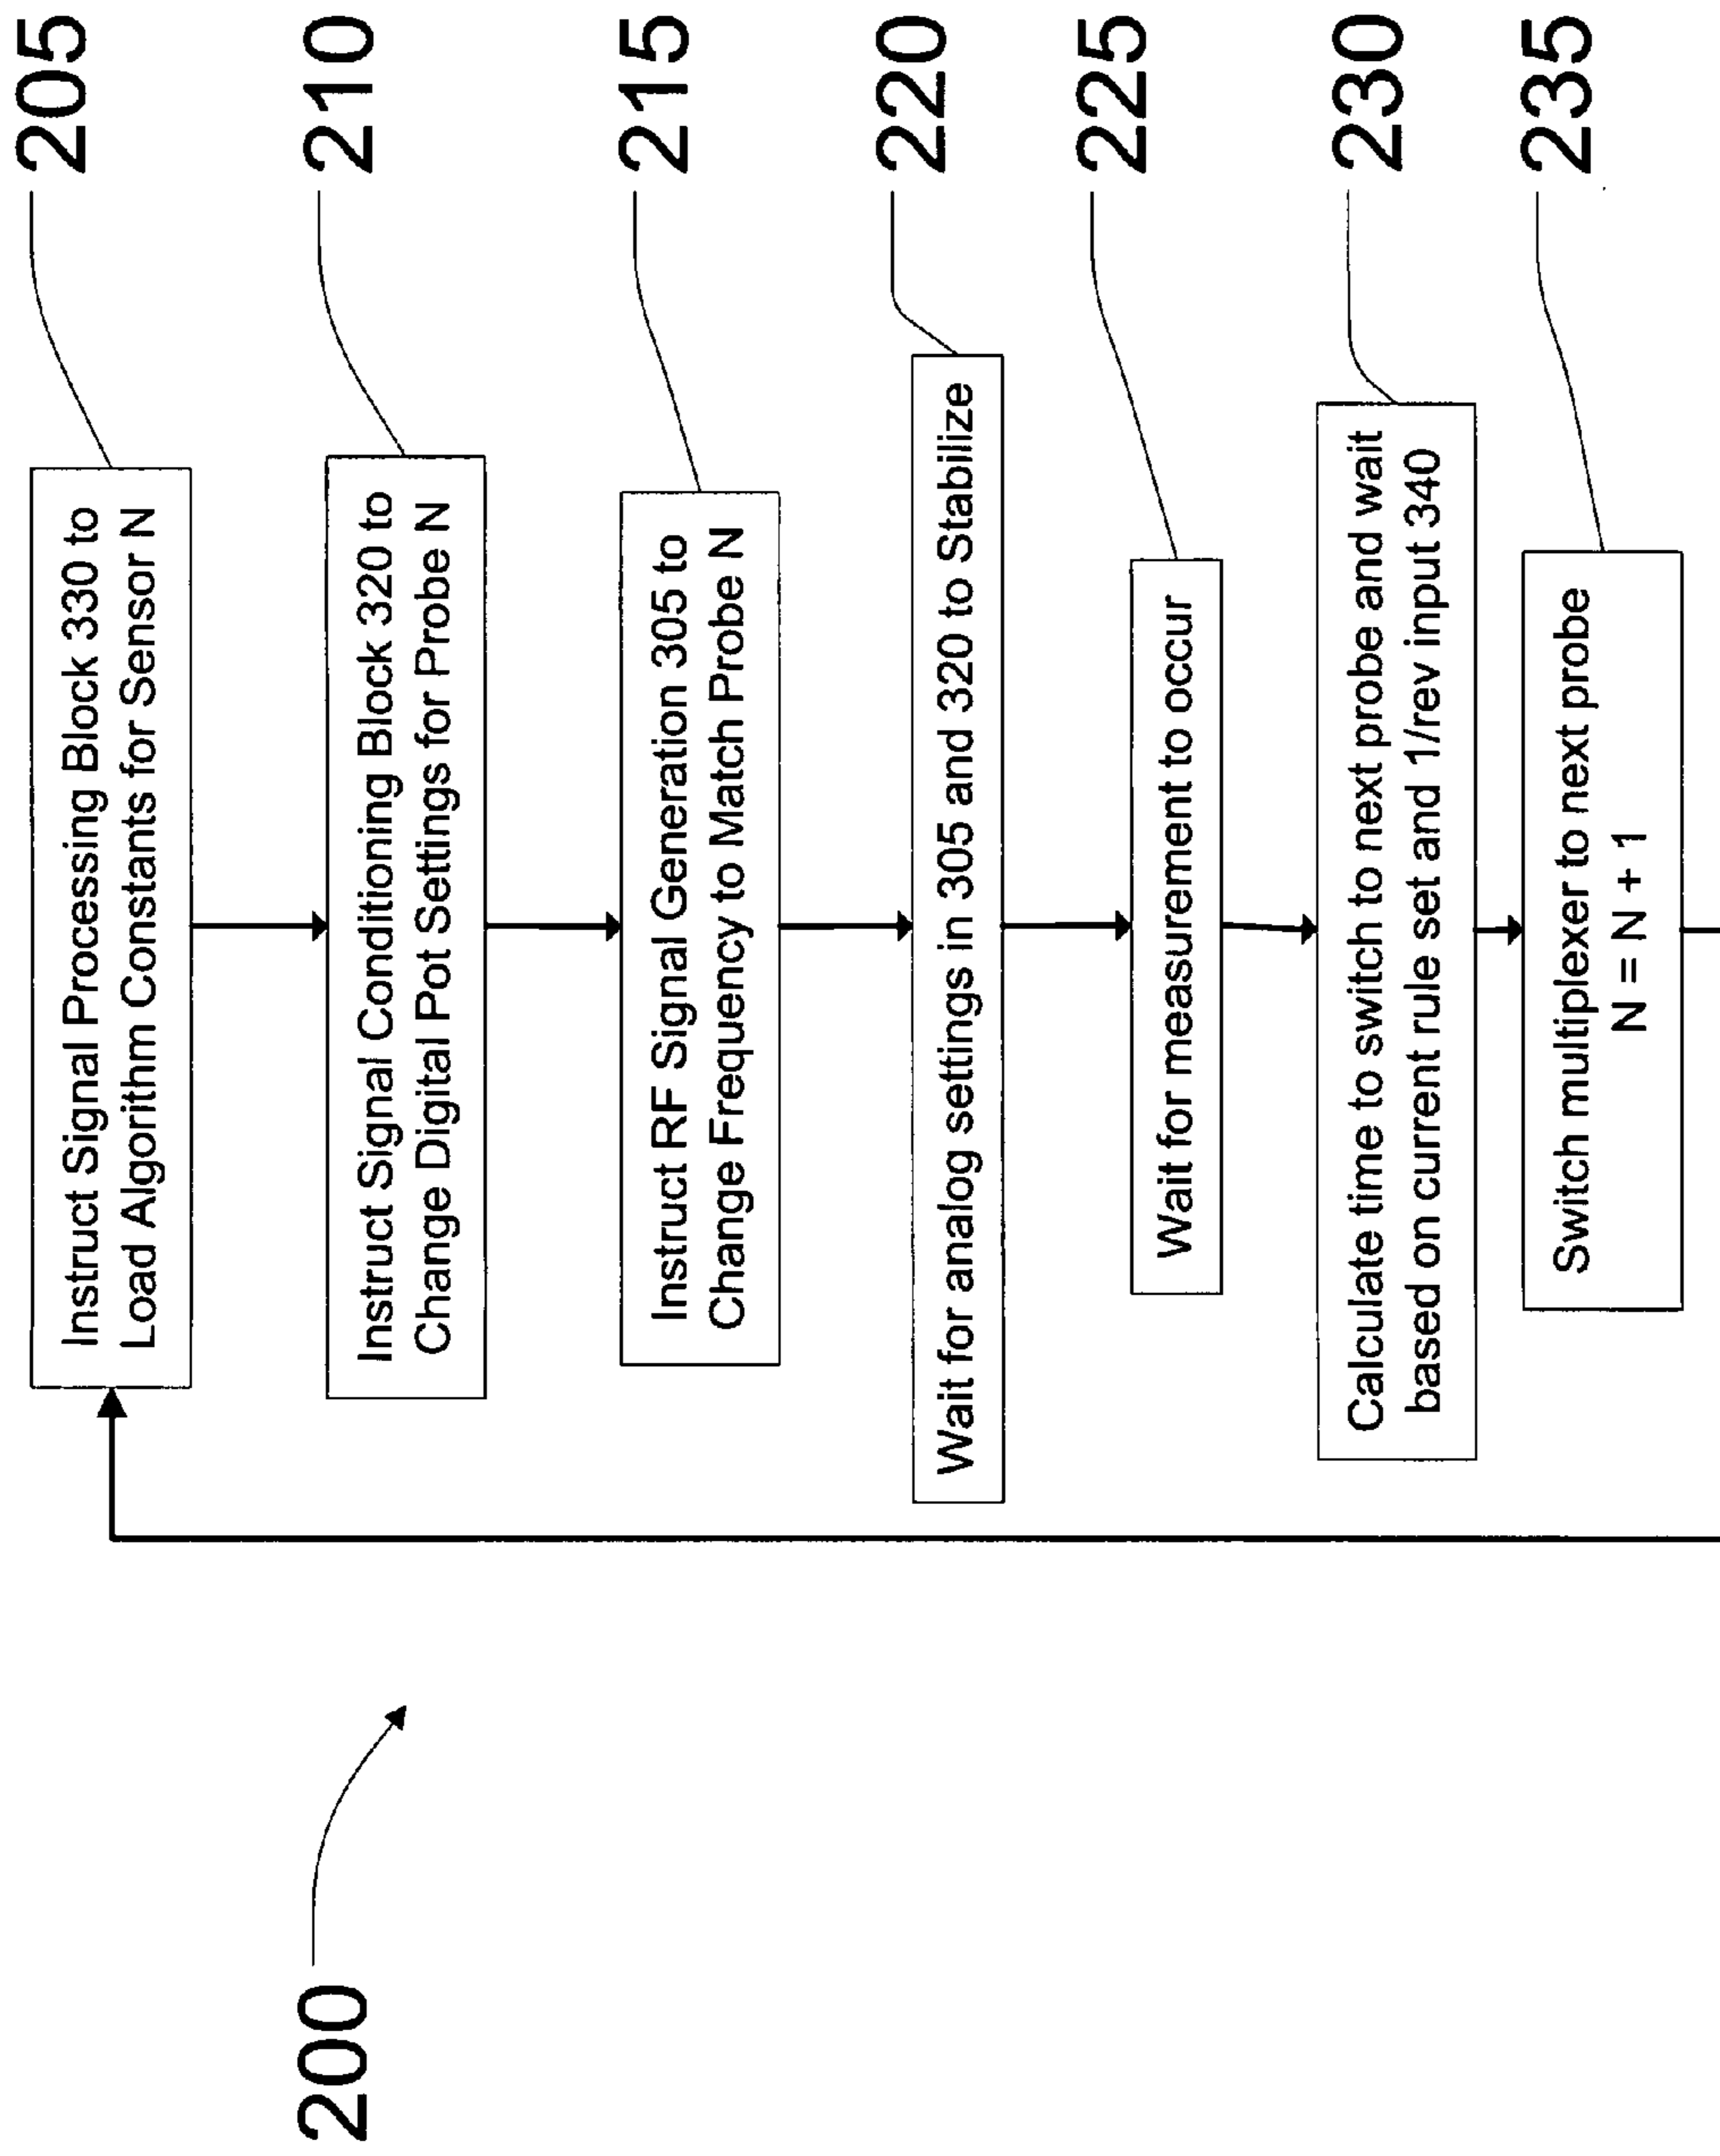 200
Instruct Signal Processing Block 330 to
Load Algorithm Constants for Sensor N
205
Instruct Signal Conditioning Block 320 to
Change Digital Pot Settings for Probe N
210
Instruct RF Signal Generation 305 to
Change Frequency to Match Probe N
215
Wait for analog settings in 305 and 320 to Stabilize
220
Wait for measurement to occur
225
Calculate time to switch to next probe and wait
based on current rule set and 1/rev input 340
230
Switch multiplexer to next probe
N = N + 1
235